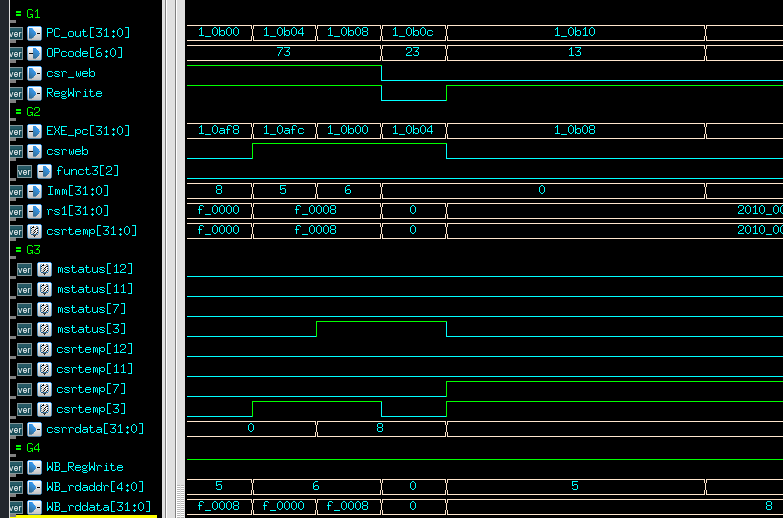 = G1
ver PC_out[31:0] 1_0b00 1_0b04 1_0b08 1_0b0c 1_0b10
ver OPcode[6:0] 73 23 13
ver csr_web
ver RegWrite
= G2
ver EXE_pc[31:0] 1_0af8 1_0afc 1_0b00 1_0b04 1_0b08
ver csrweb
ver funct3[2]
ver Imm[31:0] 8 5 6 0
ver rs1[31:0] f_0000 f_0008 0 2010_00
ver csrtemp[31:0] f_0000 f_0008 0 2010_00
= G3
ver mstatus[12]
ver mstatus[11]
ver mstatus[7]
ver mstatus[3]
ver csrtemp[12]
ver csrtemp[11]
ver csrtemp[7]
ver csrtemp[3]
ver csrrdata[31:0] 0 8
= G4
ver WB_RegWrite
ver WB_rdaddr[4:0] 5 6 0 5
ver WB_rddata[31:0] f_0008 f_0000 f_0008 0 8